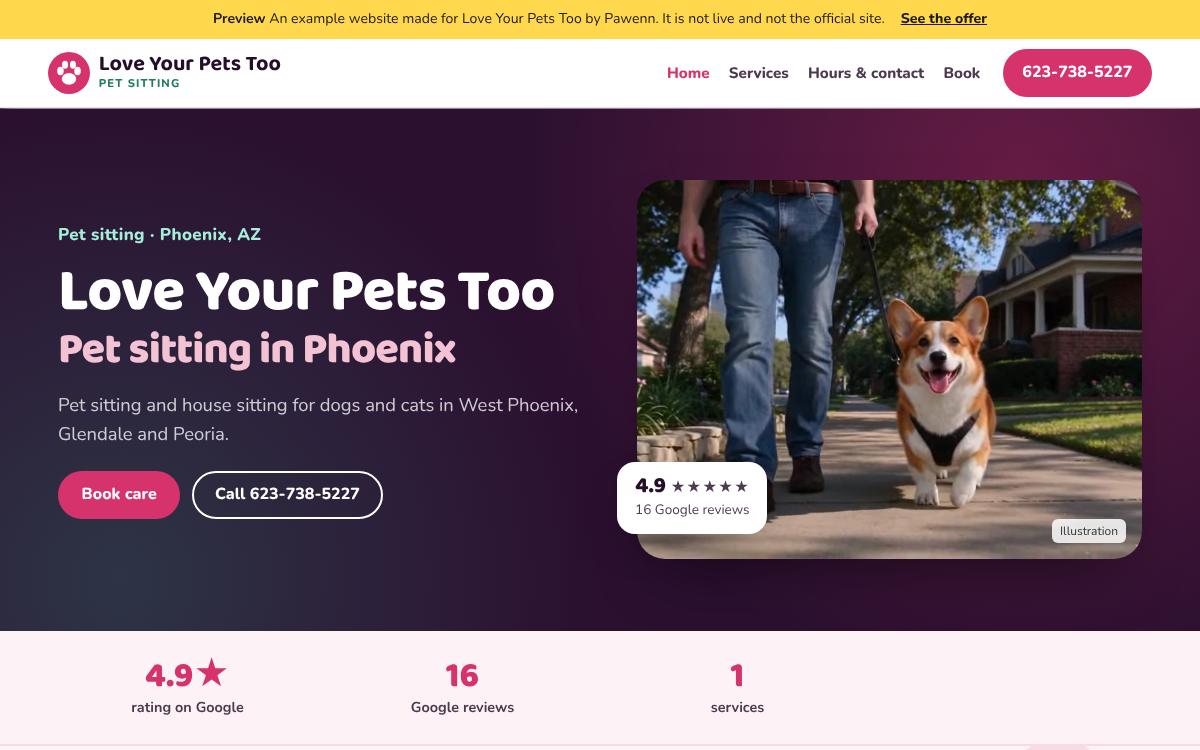 Preview An example website made for Love Your Pets Too by Pawenn. It is not live and not the official site. See the offer
Love Your Pets Too
PET SITTING
Home Services Hours & contact Book 623-738-5227
Pet sitting · Phoenix, AZ
Love Your Pets Too
Pet sitting in Phoenix
Pet sitting and house sitting for dogs and cats in West Phoenix,
Glendale and Peoria.
Book care Call 623-738-5227
4.9 ★★★★★
16 Google reviews
Illustration
4.9★ 16 1
rating on Google Google reviews services